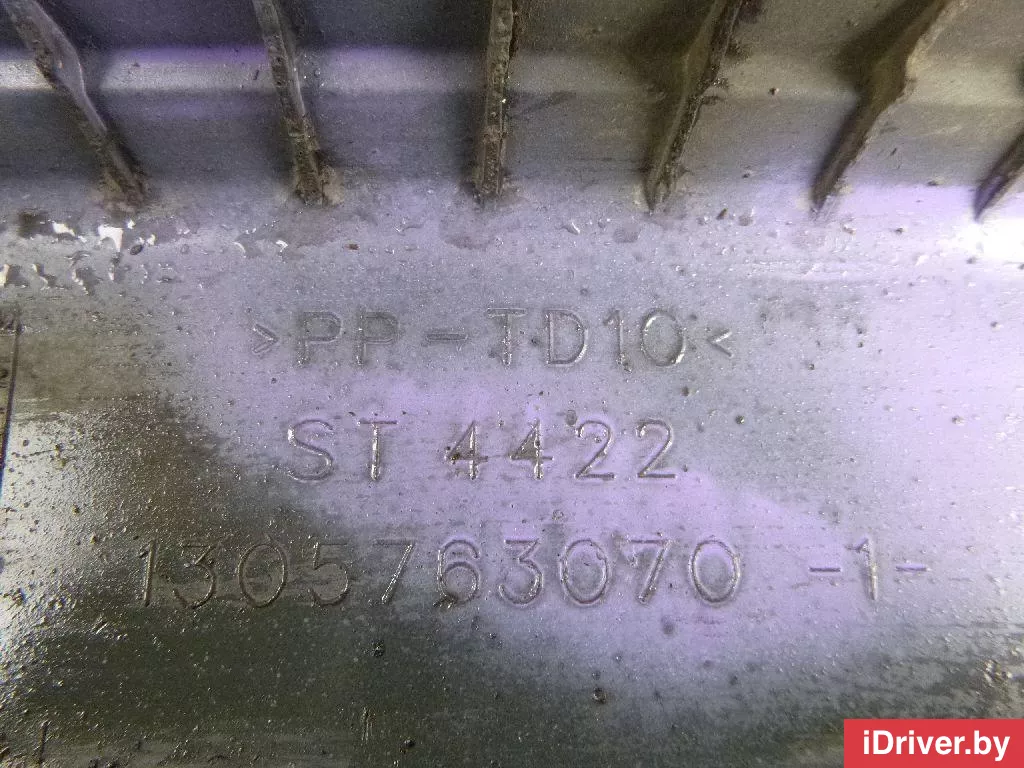 >PP-TD10<
ST 4422
1305763070 -1-
iDriver.by